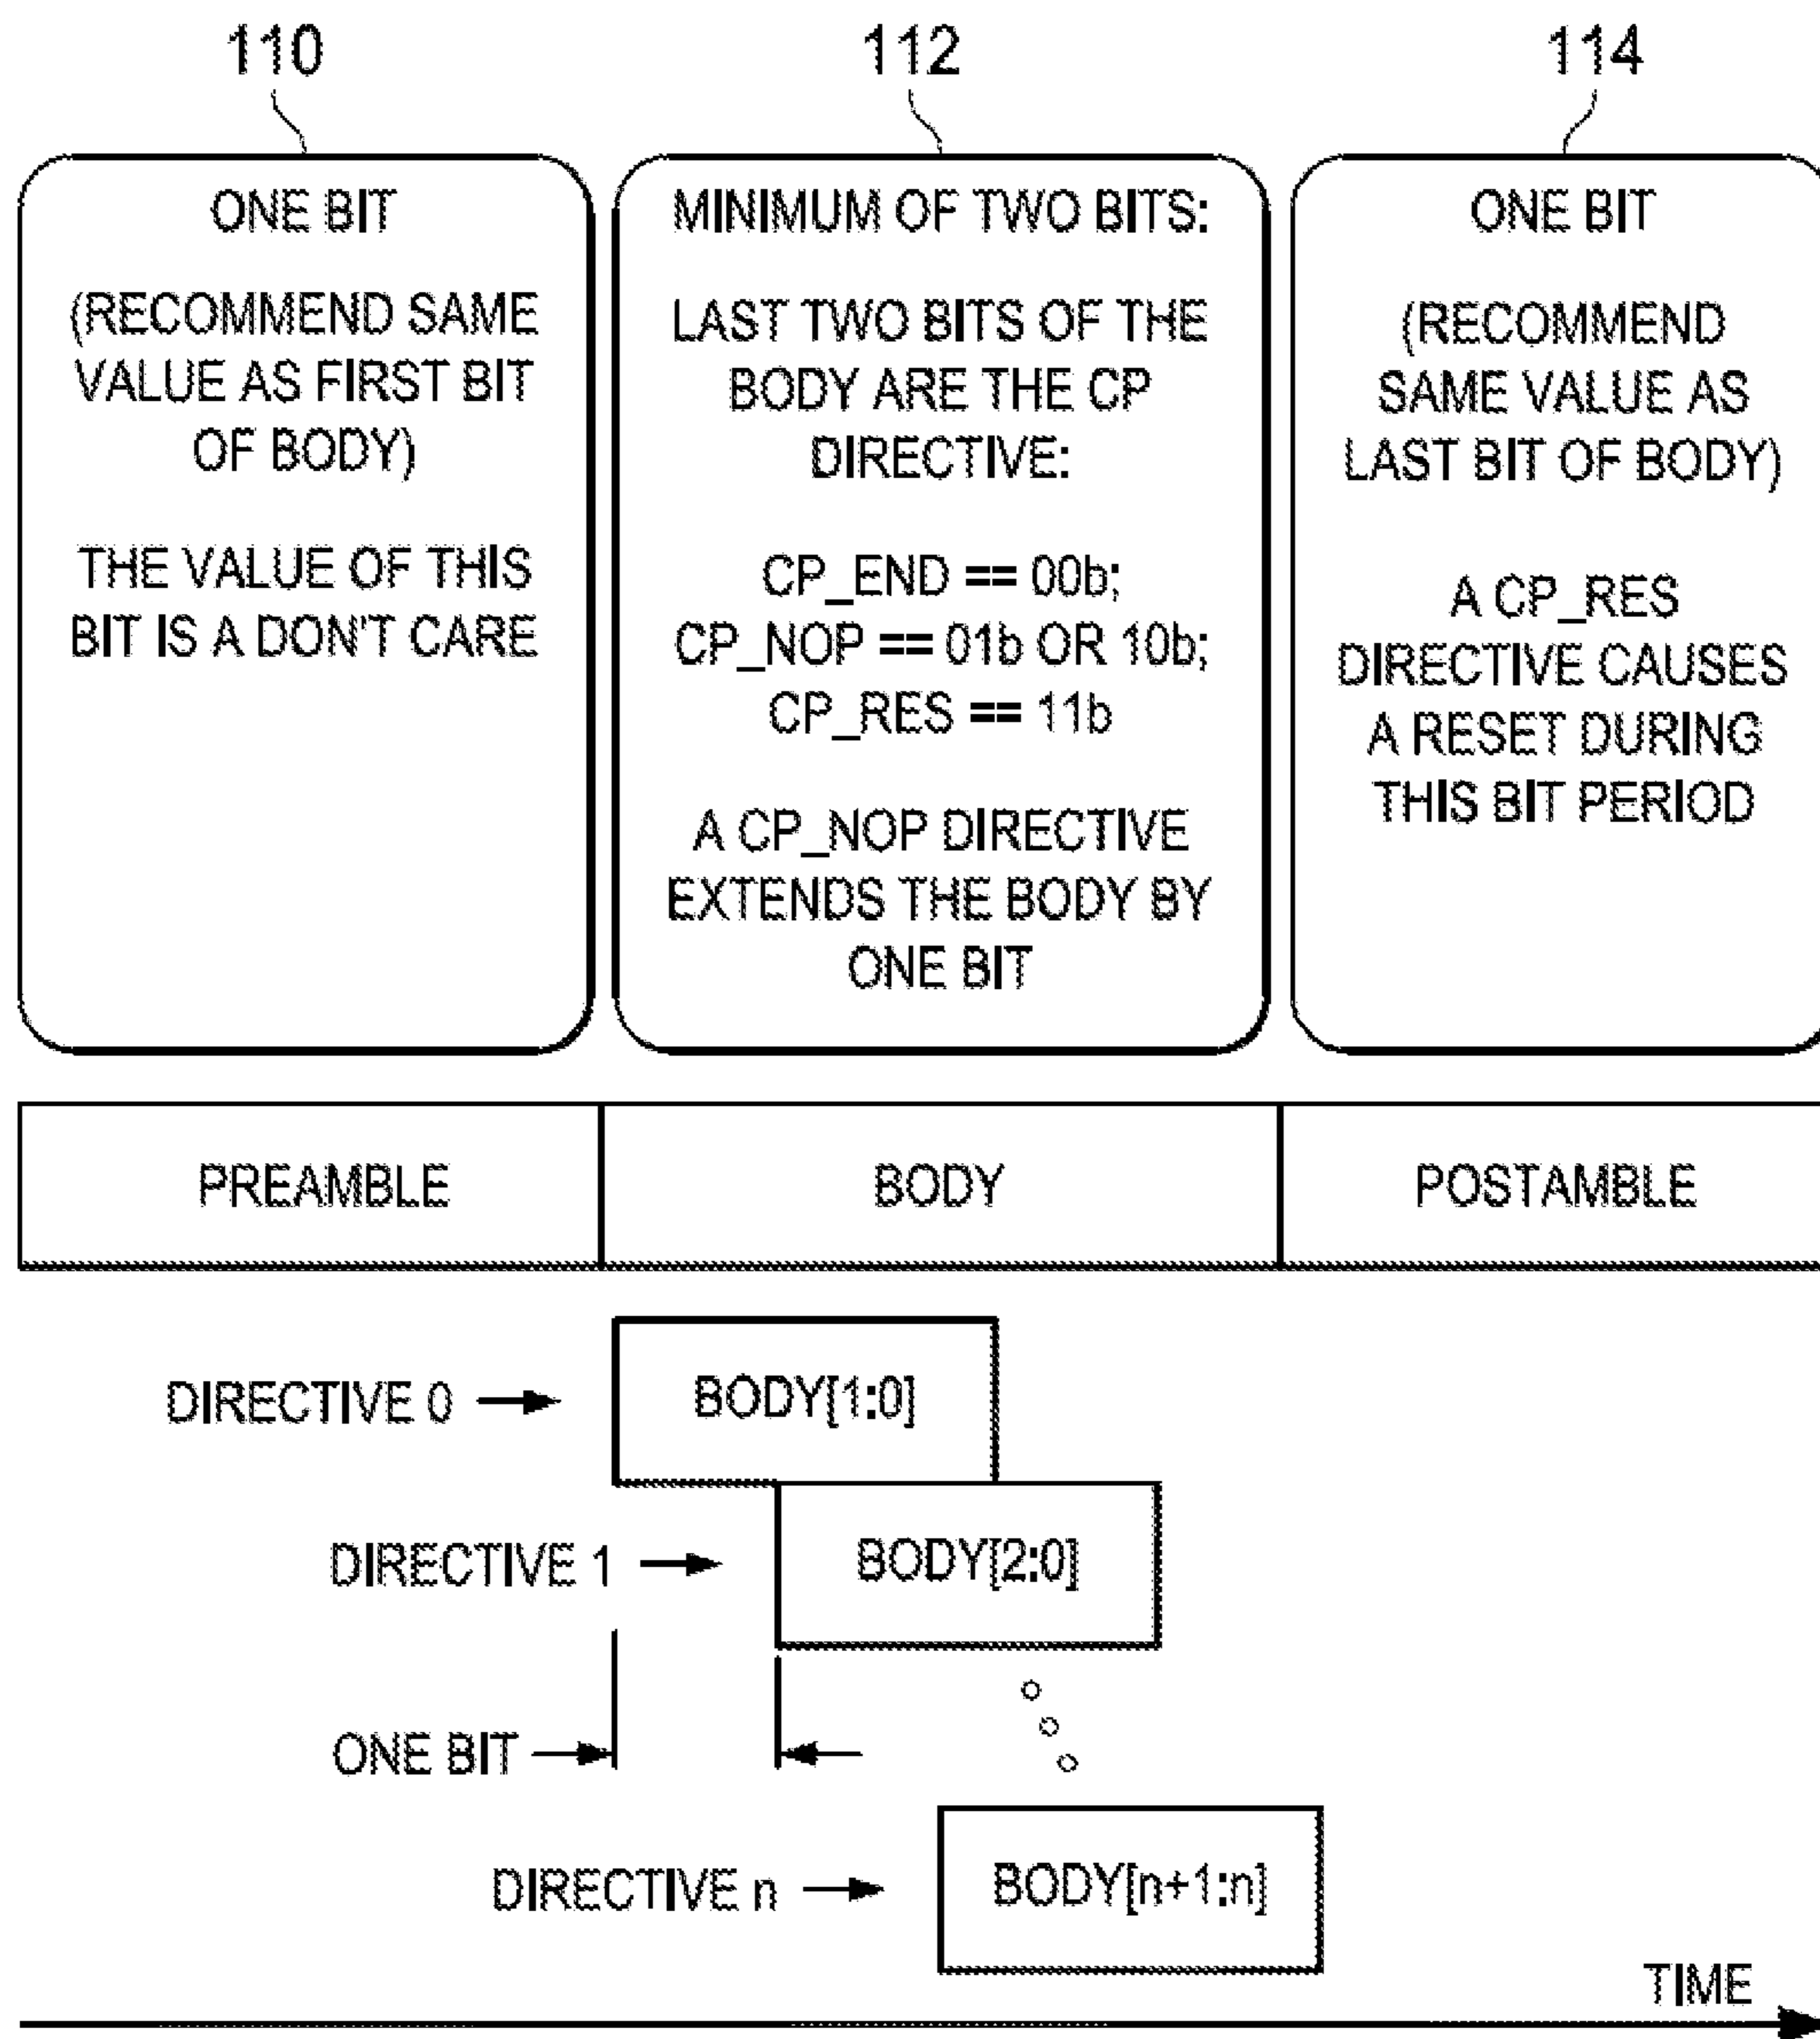 110
112
114
ONE BIT
(RECOMMEND SAME
VALUE AS FIRST BIT
OF BODY)
THE VALUE OF THIS
BIT IS A DON'T CARE
MINIMUM OF TWO BITS:
LAST TWO BITS OF THE
BODY ARE THE CP
DIRECTIVE:
CP_END == 00b;
CP_NOP == 01b OR 10b;
CP_RES == 11b
A CP_NOP DIRECTIVE
EXTENDS THE BODY BY
ONE BIT
ONE BIT
(RECOMMEND
SAME VALUE AS
LAST BIT OF BODY)
A CP_RES
DIRECTIVE CAUSES
A RESET DURING
THIS BIT PERIOD
PREAMBLE
BODY
POSTAMBLE
DIRECTIVE 0
BODY[1:0]
DIRECTIVE 1
BODY[2:0]
ONE BIT
DIRECTIVE n
BODY[n+1:n]
TIME